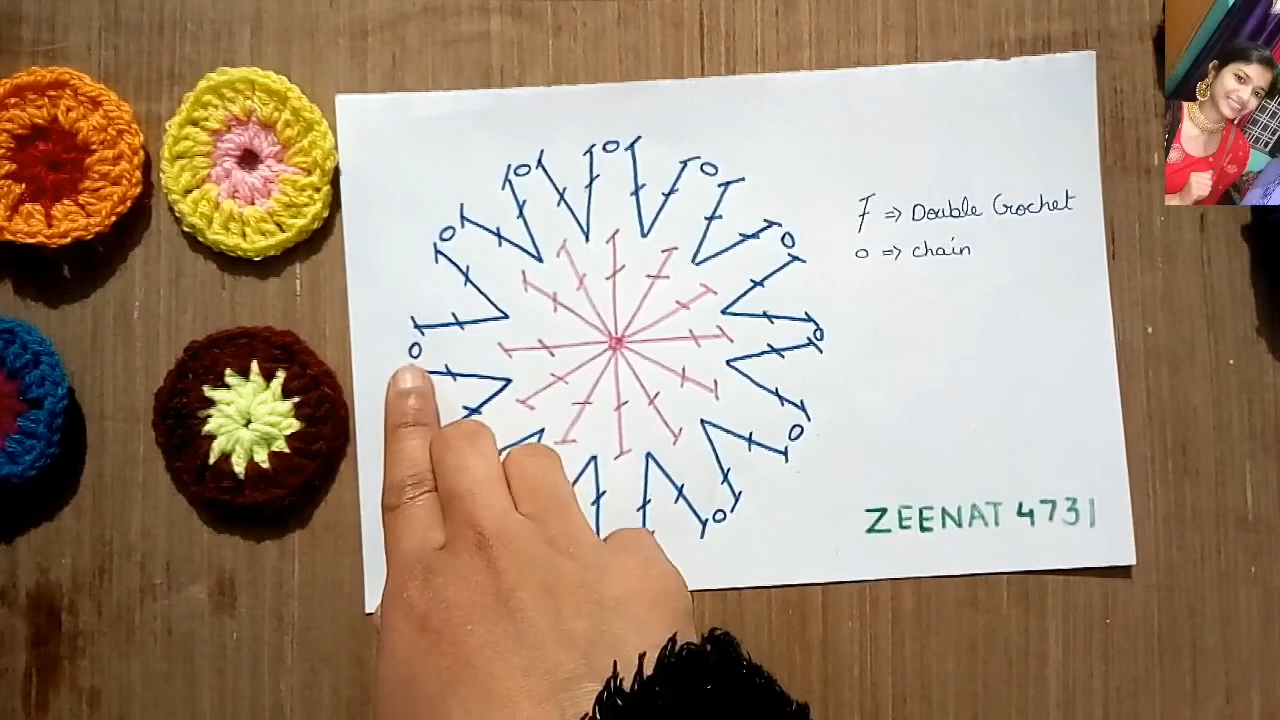 Ŧ => Double Crochet
o => chain
ZEENAT 4731